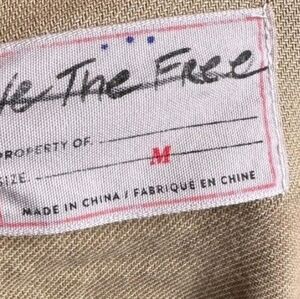 The Free
PROPERTY OF.
SIZE. M
MADE IN CHINA / FABRIQUÉ EN CHINE